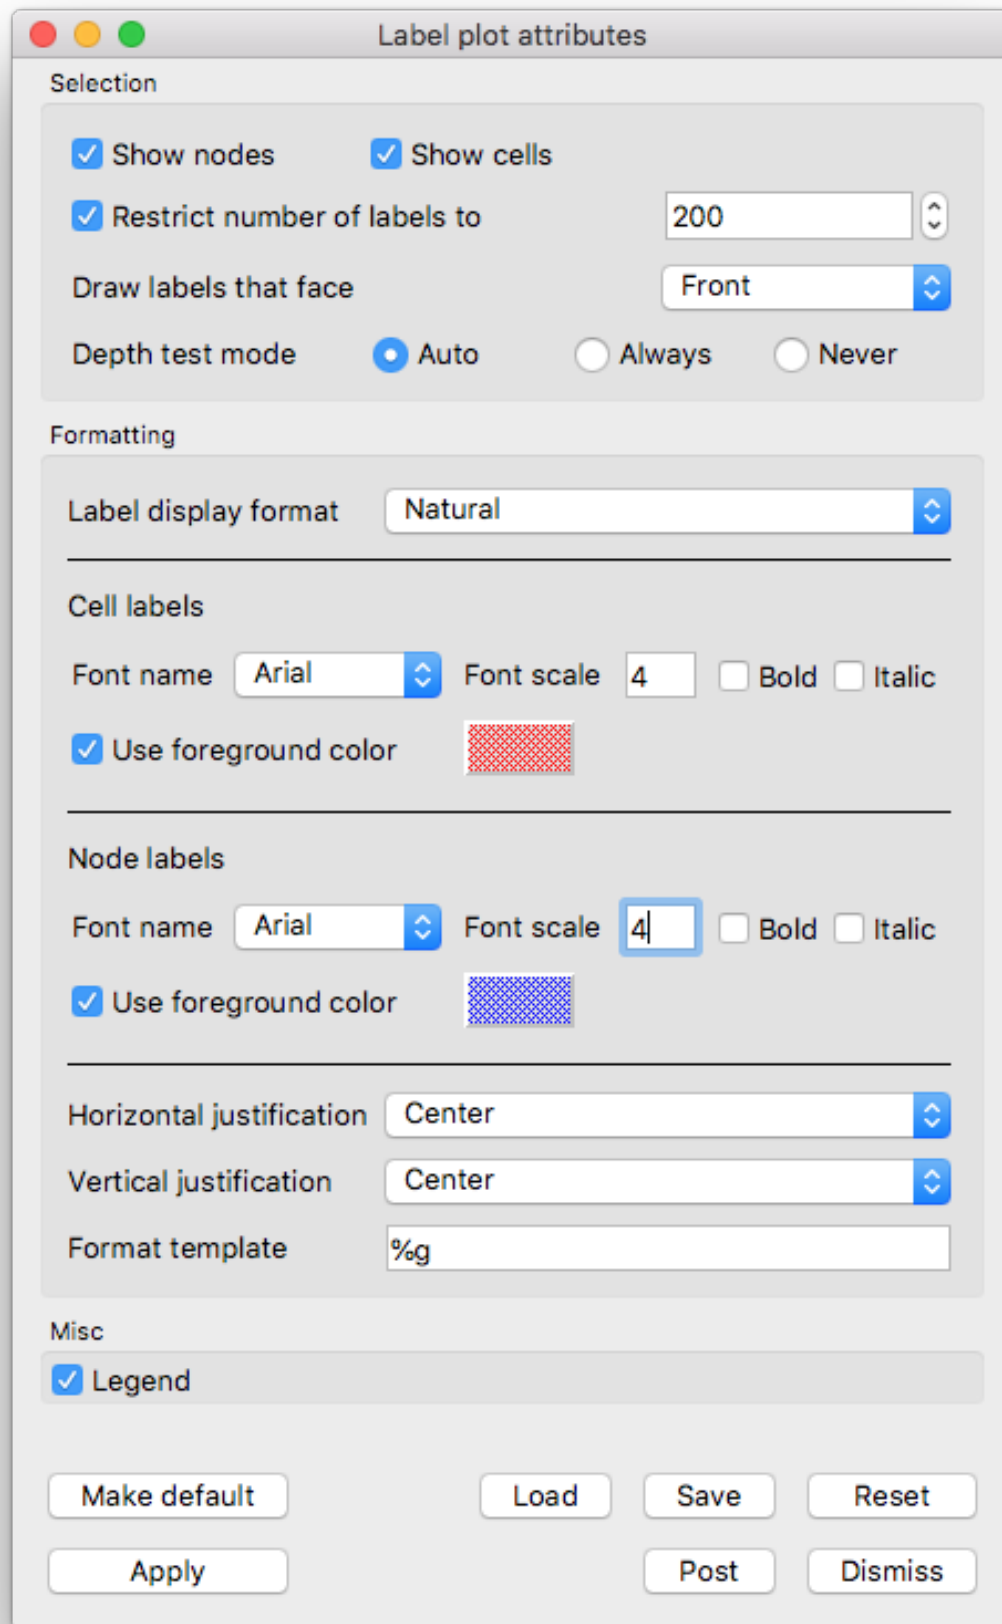 Label plot attributes
Selection
Show nodes Show cells
Restrict number of labels to 200
Draw labels that face Front
Depth test mode Auto Always Never
Formatting
Label display format Natural
Cell labels
Font name Arial Font scale 4 Bold Italic
Use foreground color
Node labels
Font name Arial Font scale 4 Bold Italic
Use foreground color
Horizontal justification Center
Vertical justification Center
Format template %g
Misc
Legend
Make default Load Save Reset
Apply Post Dismiss